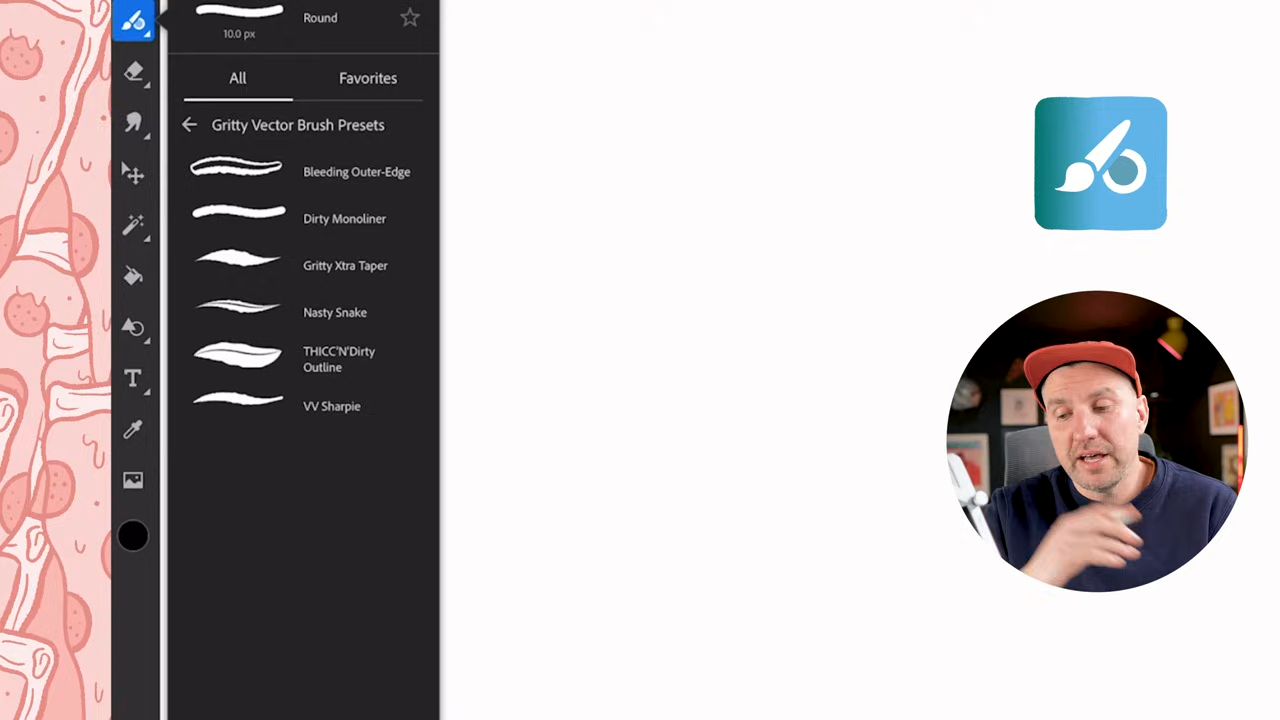 Round
10.0 px
All
Favorites
Gritty Vector Brush Presets
Bleeding Outer-Edge
Dirty Monoliner
Gritty Xtra Taper
Nasty Snake
THICC'N'Dirty
Outline
VV Sharpie
T